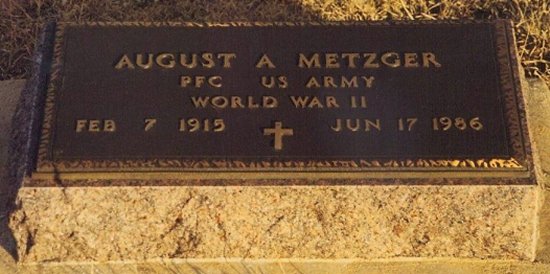 AUGUST A METZGER
PFC US ARMY
WORLD WAR II
FEB 7 1915 JUN 17 1986